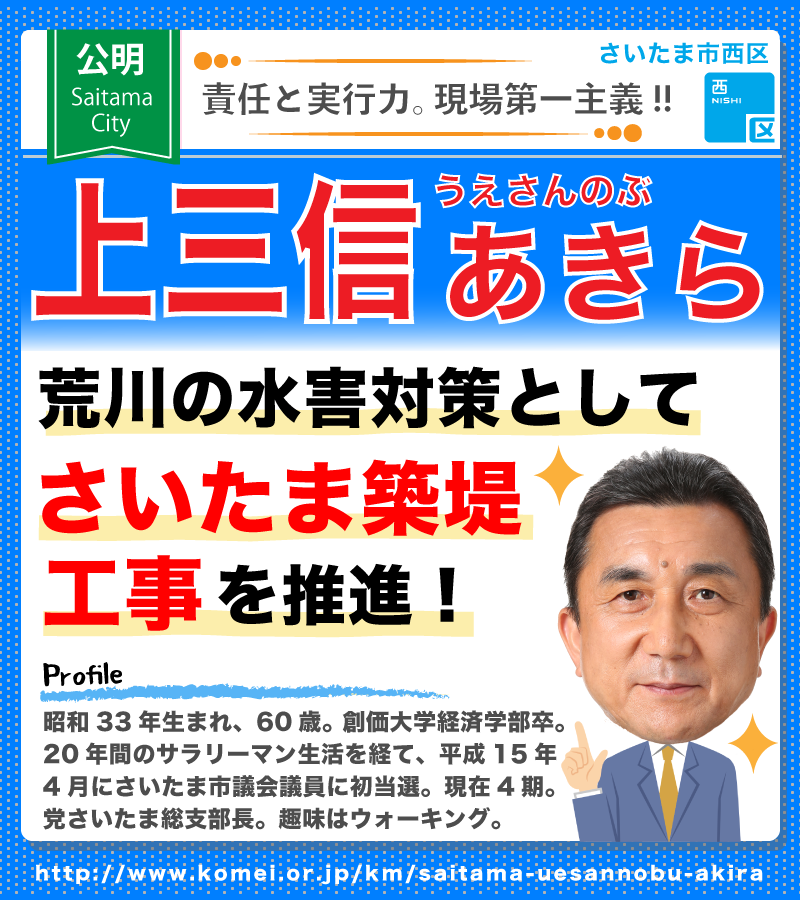 公明
Saitama
City
責任と実行力。現場第一主義!!
さいたま市西区
西
NISHI
区
うえさんのぶ
上三信あきら
荒川の水害対策として
さいたま築堤
工事を推進！
Profile
昭和33年生まれ、60歳。創価大学経済学部卒。
20年間のサラリーマン生活を経て、平成15年
4月にさいたま市議会議員に初当選。現在4期。
党さいたま総支部長。趣味はウォーキング。
http://www.komei.or.jp/km/saitama-uesannobu-akira